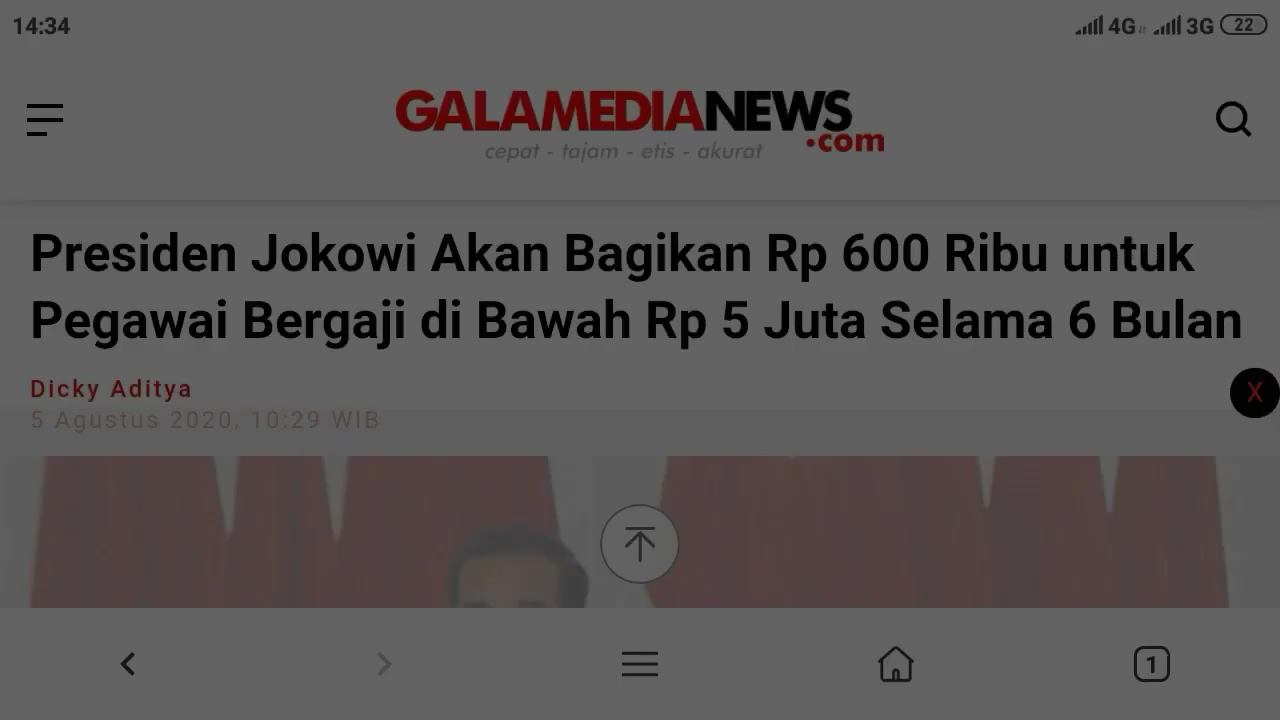 14:34 4G 3G 22
GALAMEDIANEWS
.com
cepat - tajam - etis - akurat
Presiden Jokowi Akan Bagikan Rp 600 Ribu untuk
Pegawai Bergaji di Bawah Rp 5 Juta Selama 6 Bulan
Dicky Aditya
X
5 Agustus 2020, 10:29 WIB
1